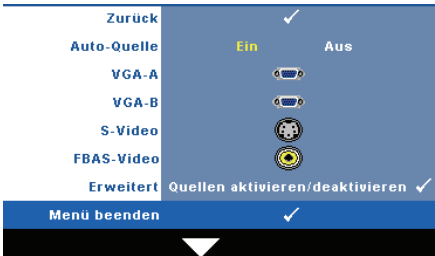 Zurück ✓
Auto-Quelle Ein Aus
VGA-A
VGA-B
S-Video
FBAS-Video
Erweitert Quellen aktivieren/deaktivieren ✓
Menü beenden ✓